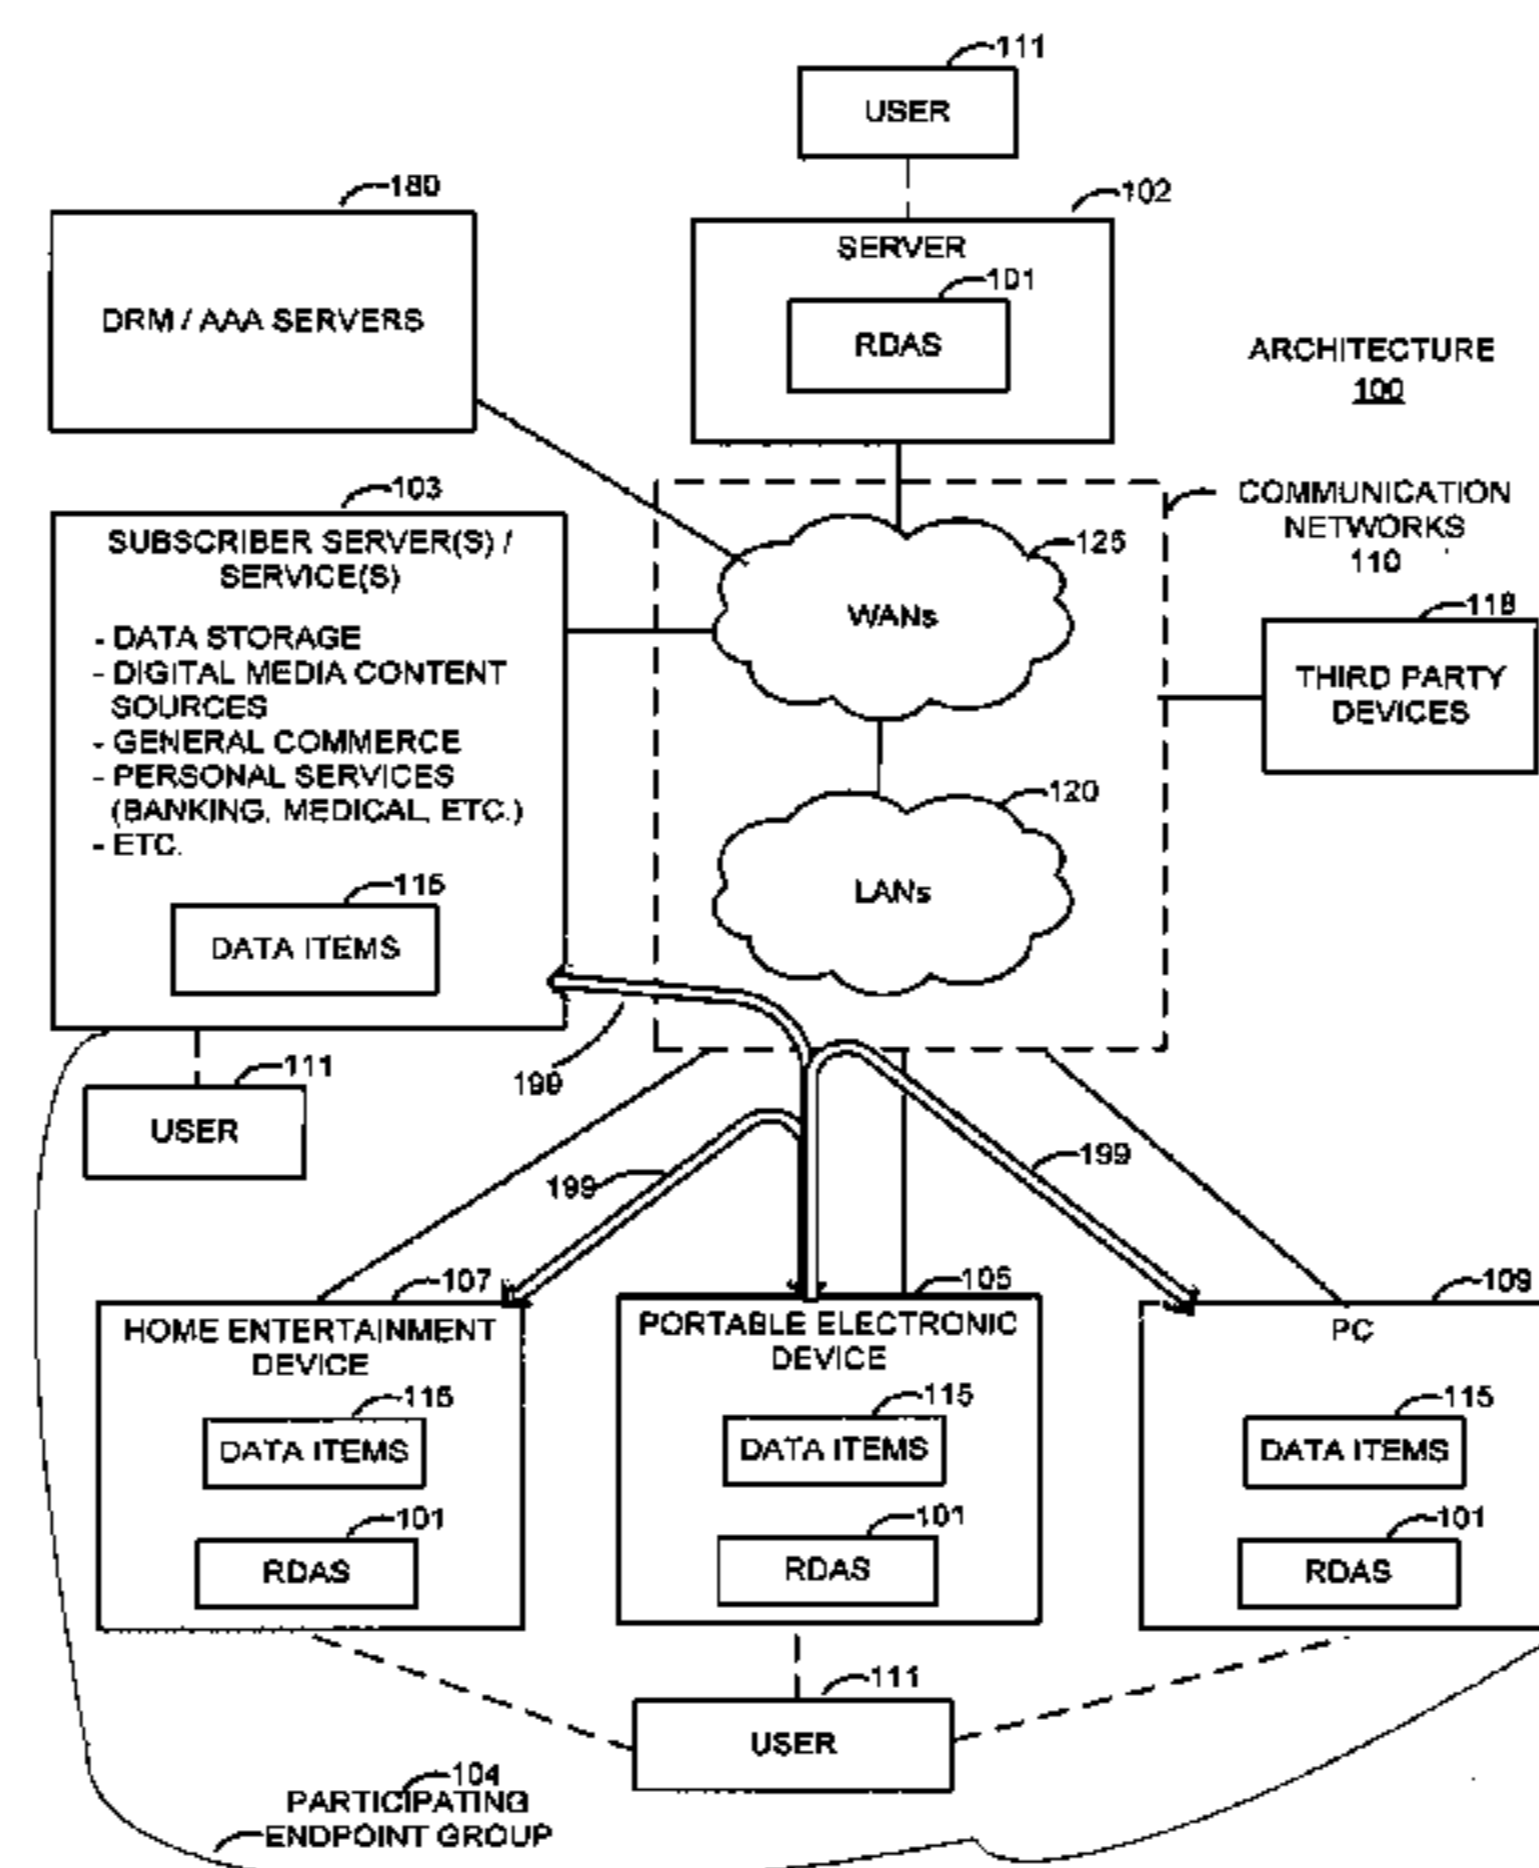 111
USER
180
102
SERVER
101
RDAS
DRM / AAA SERVERS
ARCHITECTURE
100
103
SUBSCRIBER SERVER(S) /
SERVICE(S)
- DATA STORAGE
- DIGITAL MEDIA CONTENT
SOURCES
- GENERAL COMMERCE
- PERSONAL SERVICES
(BANKING, MEDICAL, ETC.)
- ETC.
115
DATA ITEMS
COMMUNICATION
NETWORKS
110
125
WANs
118
THIRD PARTY
DEVICES
120
LANs
199
111
USER
199
199
107
HOME ENTERTAINMENT
DEVICE
115
DATA ITEMS
101
RDAS
105
PORTABLE ELECTRONIC
DEVICE
115
DATA ITEMS
101
RDAS
109
PC
115
DATA ITEMS
101
RDAS
111
USER
104
PARTICIPATING
ENDPOINT GROUP